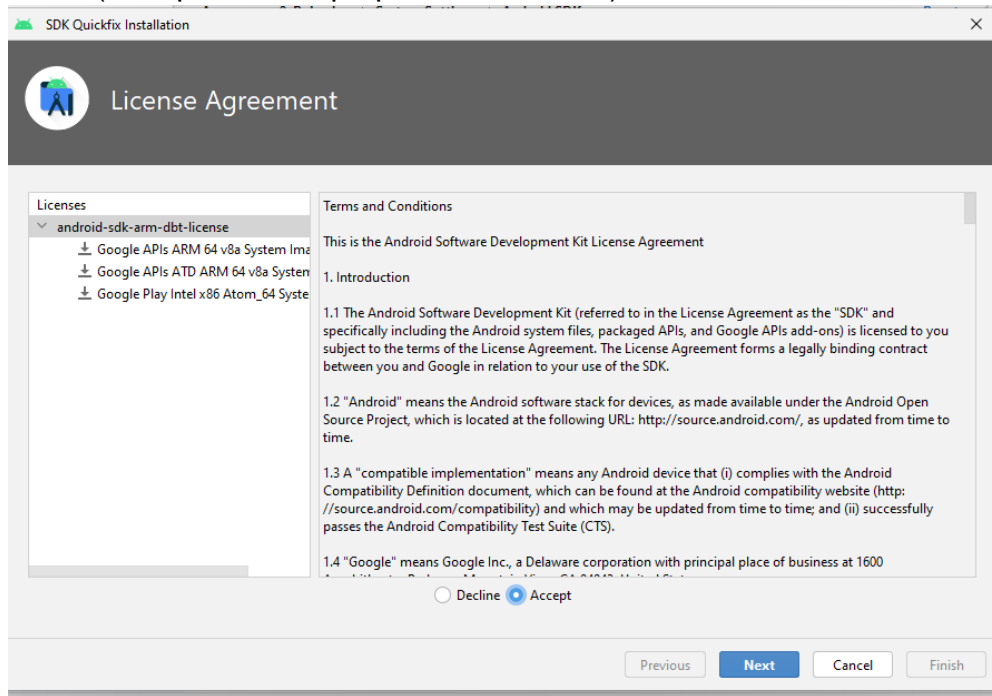 SDK Quickfix Installation
License Agreement
Licenses
android-sdk-arm-dbt-license
Google APIs ARM 64 v8a System Ima
Google APIs ATD ARM 64 v8a System
Google Play Intel x86 Atom_64 Syste
Terms and Conditions
This is the Android Software Development Kit License Agreement
1. Introduction
1.1 The Android Software Development Kit (referred to in the License Agreement as the "SDK" and
specifically including the Android system files, packaged APIs, and Google APIs add-ons) is licensed to you
subject to the terms of the License Agreement. The License Agreement forms a legally binding contract
between you and Google in relation to your use of the SDK.
1.2 "Android" means the Android software stack for devices, as made available under the Android Open
Source Project, which is located at the following URL: http://source.android.com/, as updated from time to
time.
1.3 A "compatible implementation" means any Android device that (i) complies with the Android
Compatibility Definition document, which can be found at the Android compatibility website (http:
//source.android.com/compatibility) and which may be updated from time to time; and (ii) successfully
passes the Android Compatibility Test Suite (CTS).
1.4 "Google" means Google Inc., a Delaware corporation with principal place of business at 1600
Decline Accept
Previous Next Cancel Finish